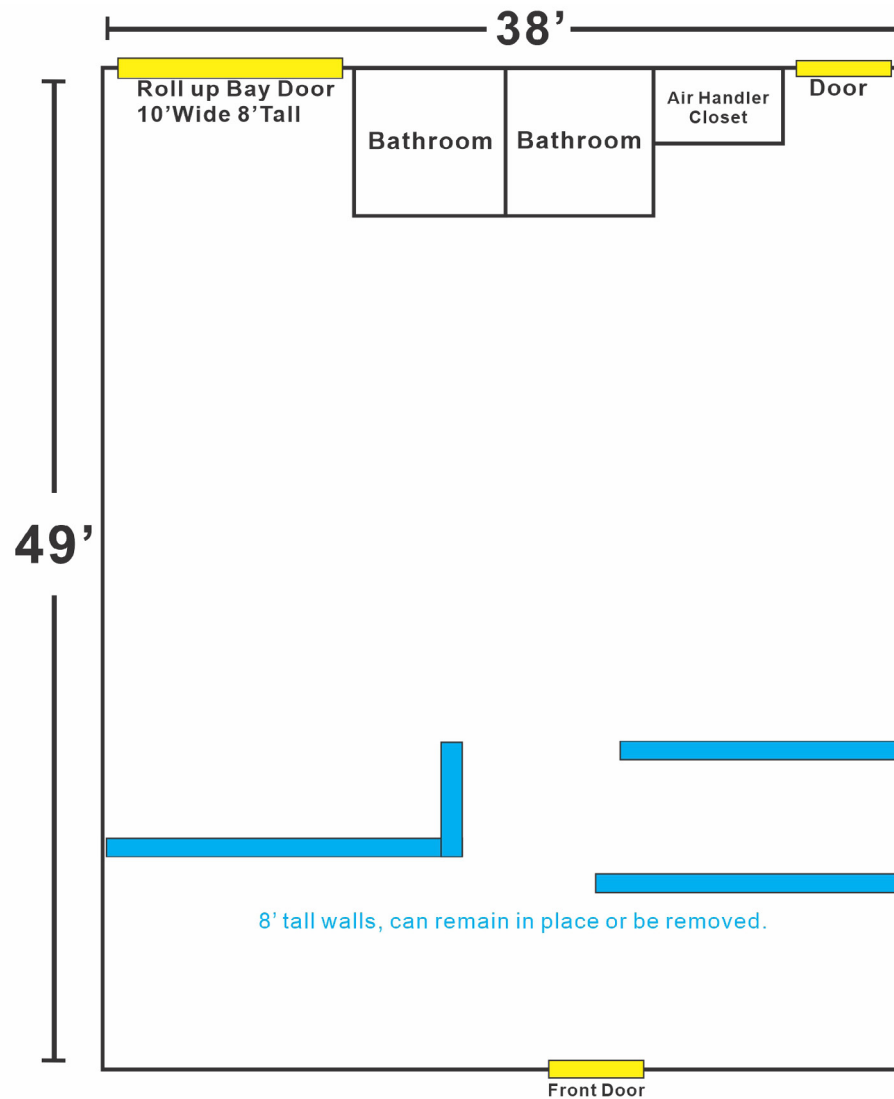 38’
Roll up Bay Door
10’Wide 8’Tall
Bathroom
Bathroom
Air Handler
Closet
Door
49’
8’ tall walls, can remain in place or be removed.
Front Door